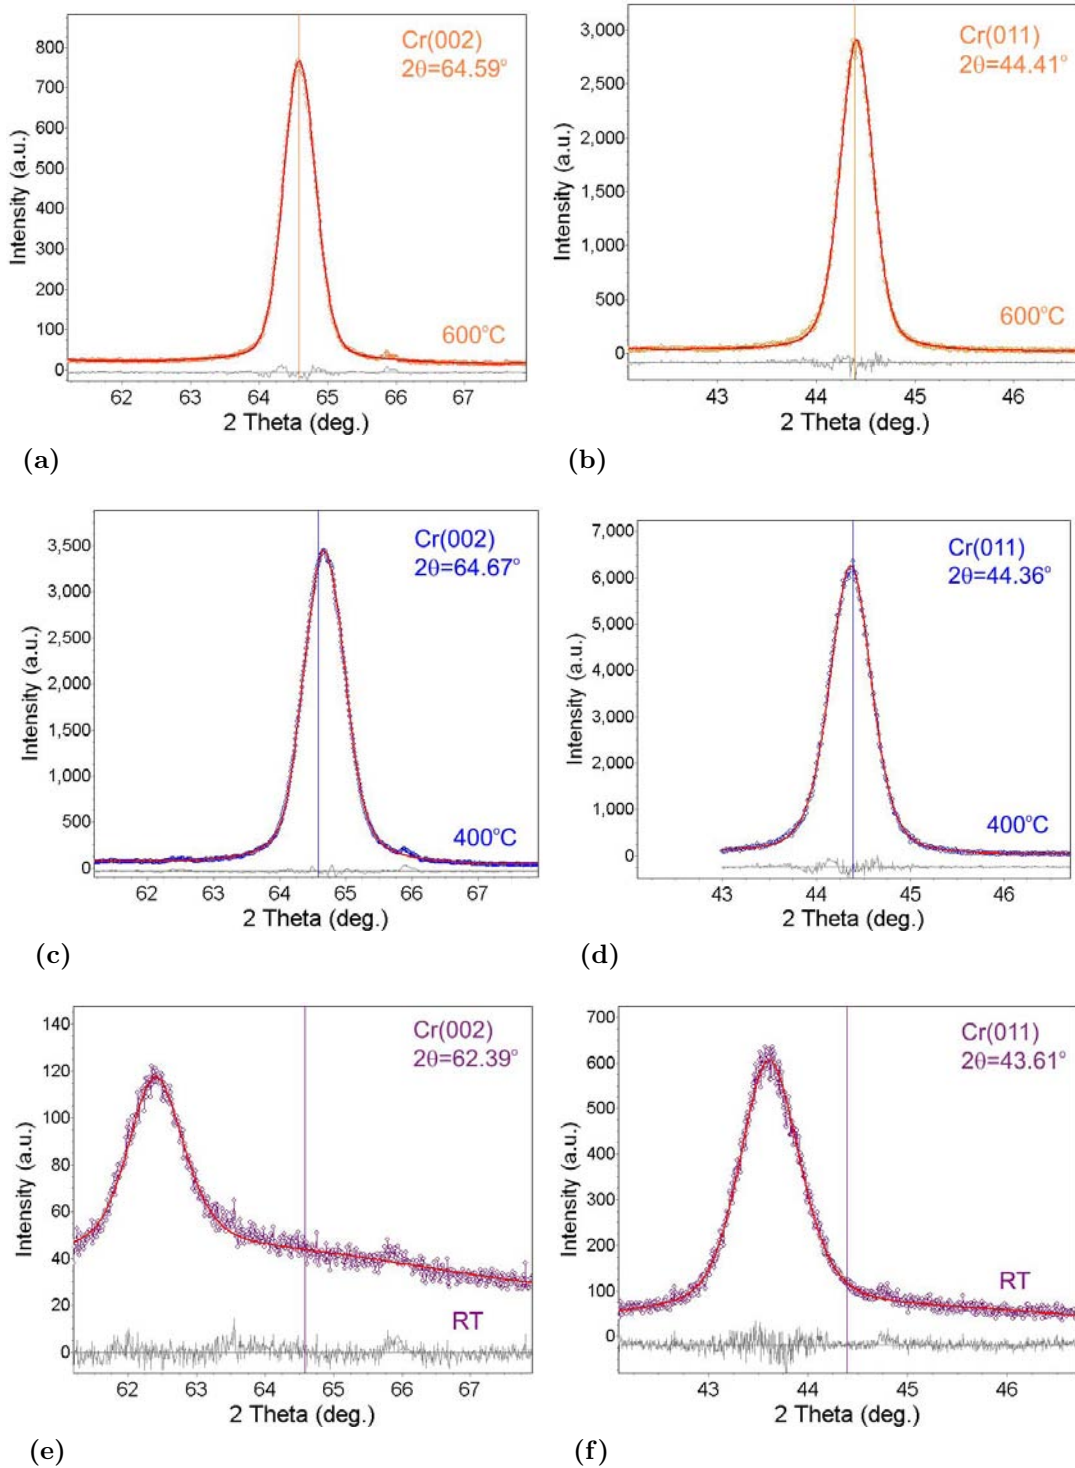 Cr(002)
2θ=64.59°
600°C
Intensity (a.u.)
800
700
600
500
400
300
200
100
0
62
63
64
65
66
67
2 Theta (deg.)
(a)
Cr(011)
2θ=44.41°
600°C
Intensity (a.u.)
3,000
2,500
2,000
1,500
1,000
500
0
43
44
45
46
2 Theta (deg.)
(b)
Cr(002)
2θ=64.67°
400°C
Intensity (a.u.)
3,500
3,000
2,500
2,000
1,500
1,000
500
0
62
63
64
65
66
67
2 Theta (deg.)
(c)
Cr(011)
2θ=44.36°
400°C
Intensity (a.u.)
7,000
6,000
5,000
4,000
3,000
2,000
1,000
0
43
44
45
46
2 Theta (deg.)
(d)
Cr(002)
2θ=62.39°
RT
Intensity (a.u.)
140
120
100
80
60
40
20
0
62
63
64
65
66
67
2 Theta (deg.)
(e)
Cr(011)
2θ=43.61°
RT
Intensity (a.u.)
700
600
500
400
300
200
100
0
43
44
45
46
2 Theta (deg.)
(f)